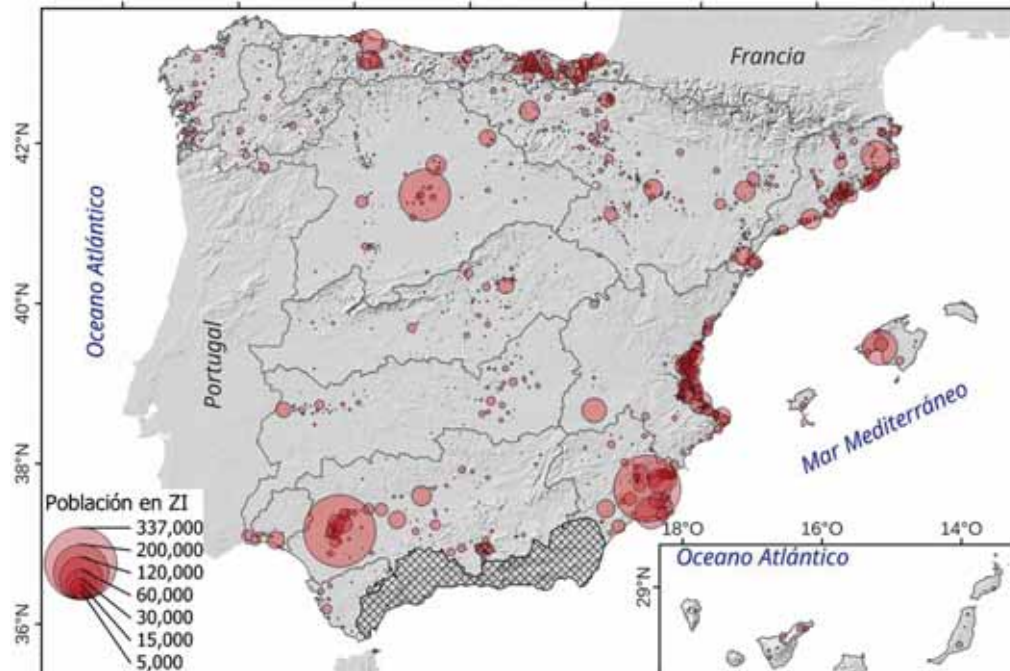 Francia
42°N
Oceano Atlántico
40°N
Portugal
Mar Mediterráneo
38°N
Población en ZI
337,000
200,000
120,000
60,000
30,000
15,000
5,000
36°N
18°O
16°O
14°O
Oceano Atlántico
29°N